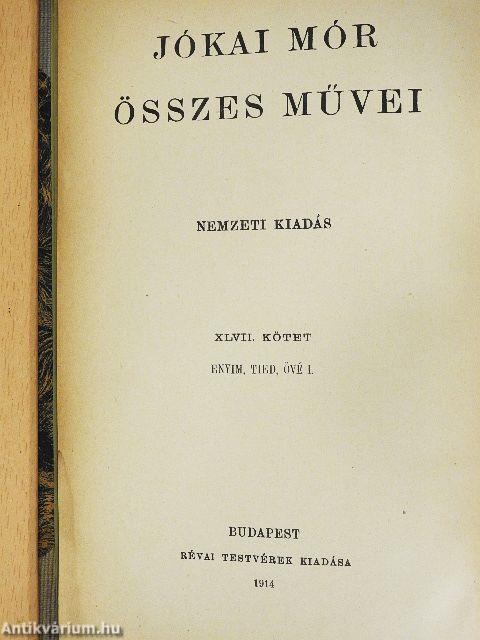 JÓKAI MÓR
ÖSSZES MŰVEI
NEMZETI KIADÁS
XLVII. KÖTET
ENYIM, TIED, ÖVÉ I.
BUDAPEST
RÉVAI TESTVÉREK KIADÁSA
1914
Antikvárium.hu